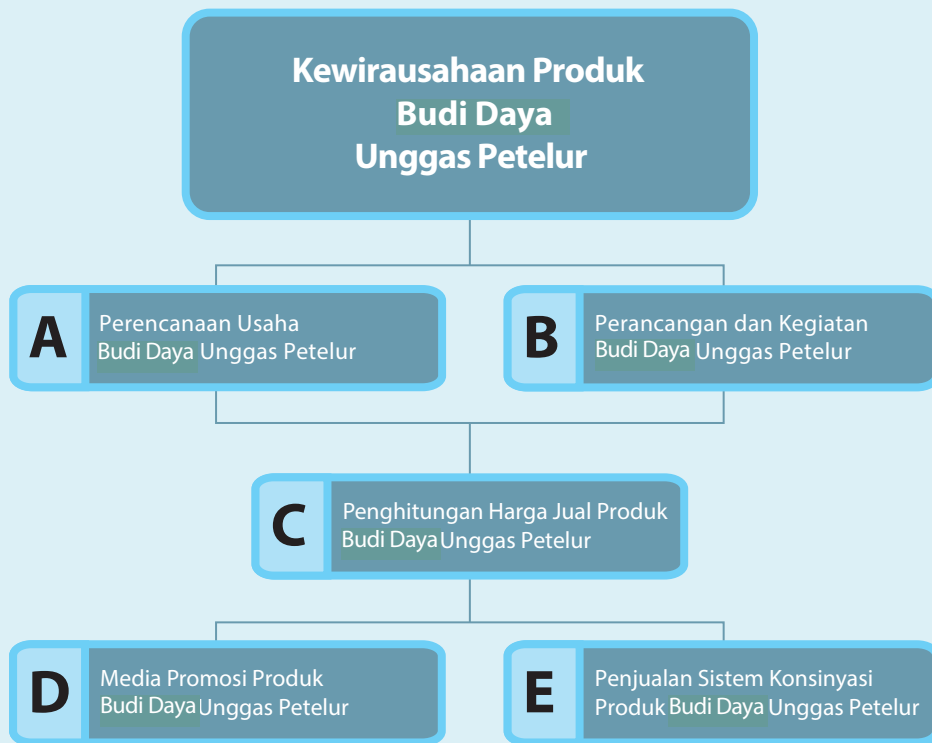 Kewirausahaan Produk
Budi Daya
Unggas Petelur
A
Perencanaan Usaha
Budi Daya Unggas Petelur
B
Perancangan dan Kegiatan
Budi Daya Unggas Petelur
C
Penghitungan Harga Jual Produk
Budi Daya Unggas Petelur
D
Media Promosi Produk
Budi Daya Unggas Petelur
E
Penjualan Sistem Konsinyasi
Produk Budi Daya Unggas Petelur